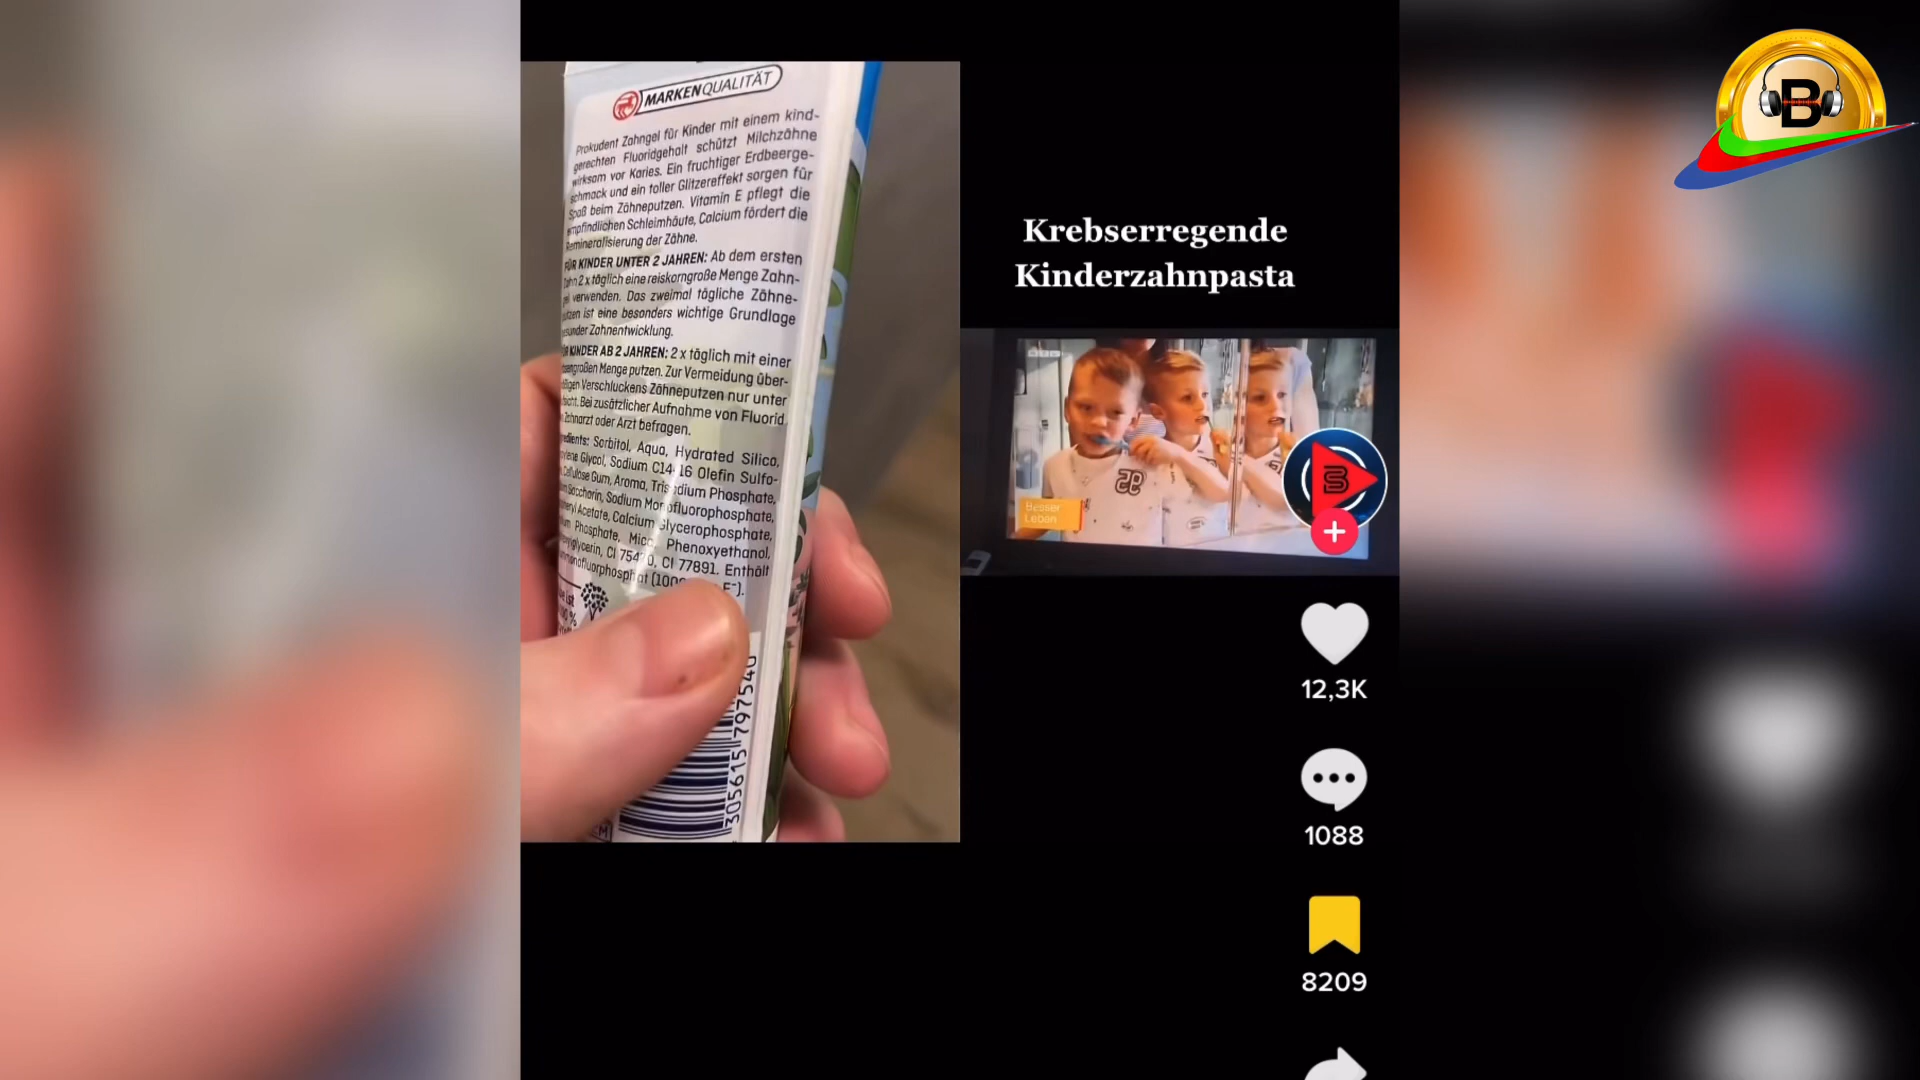 MARKENQUALITÄT
Prokudent Zahngel für Kinder mit einem kind-
gerechten Fluoridgehalt schützt Milchzähne
wirksam vor Karies. Ein fruchtiger Erdbeerge-
schmack und ein toller Glitzereffekt sorgen für
Spaß beim Zähneputzen. Vitamin E pflegt die
empfindlichen Schleimhäute, Calcium fördert die
Remineralisierung der Zähne.
FÜR KINDER UNTER 2 JAHREN: Ab dem ersten
Zahn 2 x täglich eine reiskorngroße Menge Zahn-
gel verwenden. Das zweimal tägliche Zähne-
putzen ist eine besonders wichtige Grundlage
gesunder Zahnentwicklung.
KINDER AB 2 JAHREN: 2 x täglich mit einer
Menge putzen. Zur Vermeidung über-
Verschluckens Zähneputzen nur unter
Bei zusätzlicher Aufnahme von Fluorid
Zahnarzt oder Arzt befragen.
Sorbitol, Aqua, Hydrated Silica,
Glycol, Sodium C14-16 Olefin Sulfo-
Cellulose Gum, Aroma, Trisodium Phosphate,
Saccharin, Sodium Monofluorophosphate,
Acetate, Calcium Glycerophosphate,
Phosphate, Mica, Phenoxyethanol,
CI 77891. Enthält
305615 797540
Krebserregende
Kinderzahnpasta
Besser
Leben
12,3K
1088
8209
B